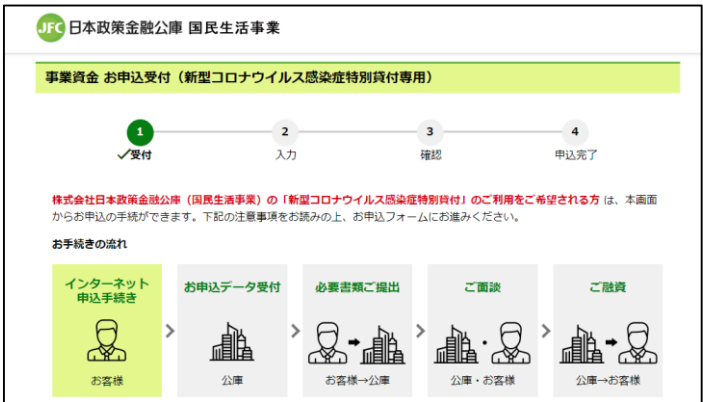 JFC 日本政策金融公庫 国民生活事業
事業資金 お申込受付（新型コロナウイルス感染症特別貸付専用）
1 2 3 4
✓受付 入力 確認 申込完了
株式会社日本政策金融公庫（国民生活事業）の「新型コロナウイルス感染症特別貸付」のご利用をご希望される方 は、本画面
からお申込の手続ができます。下記の注意事項をお読みの上、お申込フォームにお進みください。
お手続きの流れ
インターネット
申込手続き
お客様
お申込データ受付
公庫
必要書類ご提出
お客様→公庫
ご面談
公庫・お客様
ご融資
公庫→お客様